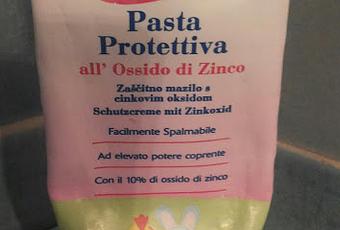 Pasta
Protettiva
all' Ossido di Zinco
Zaščitno mazilo s
cinkovim oksidom
Schutzcreme mit Zinkoxid
Facilmente Spalmabile
Ad elevato potere coprente
Con il 10% di ossido di zinco